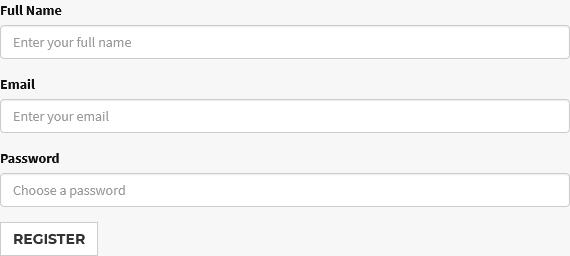 Full Name
Enter your full name
Email
Enter your email
Password
Choose a password
REGISTER